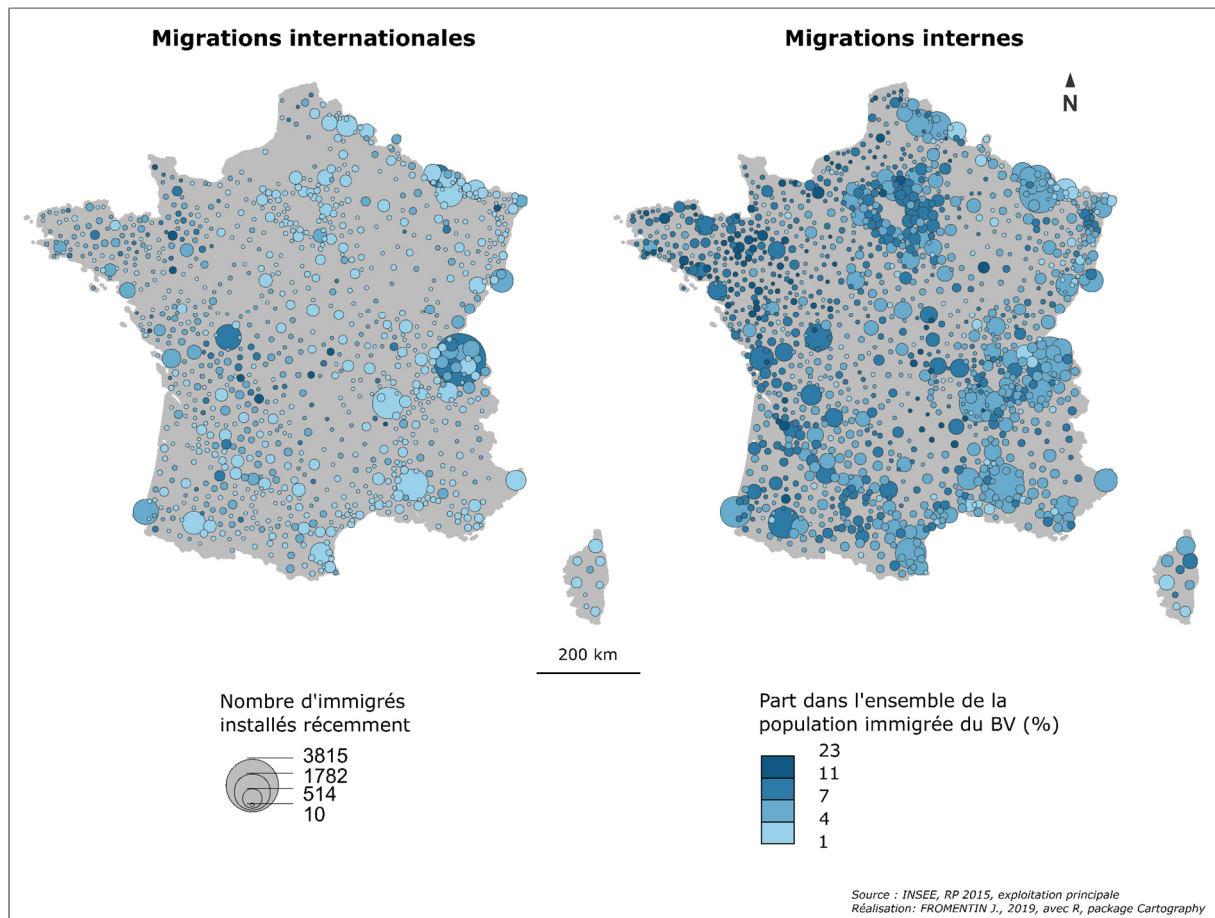 Migrations internationales
Migrations internes
N
200 km
Nombre d'immigrés
installés récemment
3815
1782
514
10
Part dans l'ensemble de la
population immigrée du BV (%)
23
11
7
4
1
Source : INSEE, RP 2015, exploitation principale
Réalisation: FROMENTIN J., 2019, avec R, package Cartography